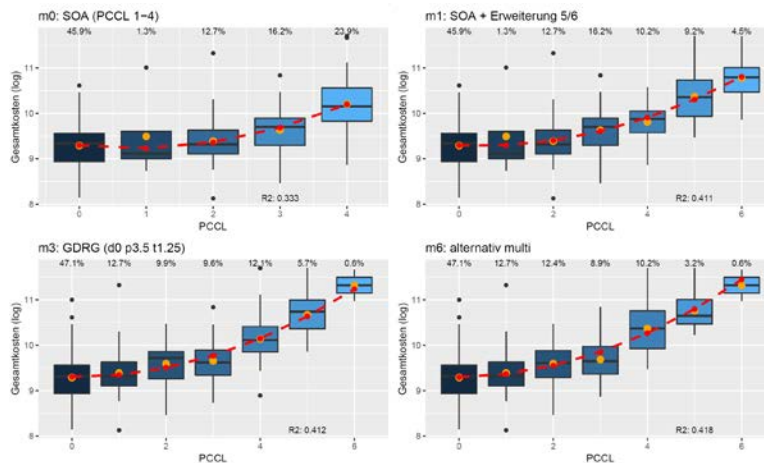 m0: SOA (PCCL 1−4)
45.9% 1.3% 12.7% 16.2% 23.9%
Gesamtkosten (log)
11
10
9
8
R2: 0.333
0 1 2 3 4
PCCL
m1: SOA + Erweiterung 5/6
45.9% 1.3% 12.7% 16.2% 10.2% 9.2% 4.5%
Gesamtkosten (log)
11
10
9
8
R2: 0.411
0 2 4 6
PCCL
m3: GDRG (d0 p3.5 t1.25)
47.1% 12.7% 9.9% 9.6% 12.1% 5.7% 0.6%
Gesamtkosten (log)
11
10
9
8
R2: 0.412
0 2 4 6
PCCL
m6: alternativ multi
47.1% 12.7% 12.4% 8.9% 10.2% 3.2% 0.6%
Gesamtkosten (log)
11
10
9
8
R2: 0.418
0 2 4 6
PCCL